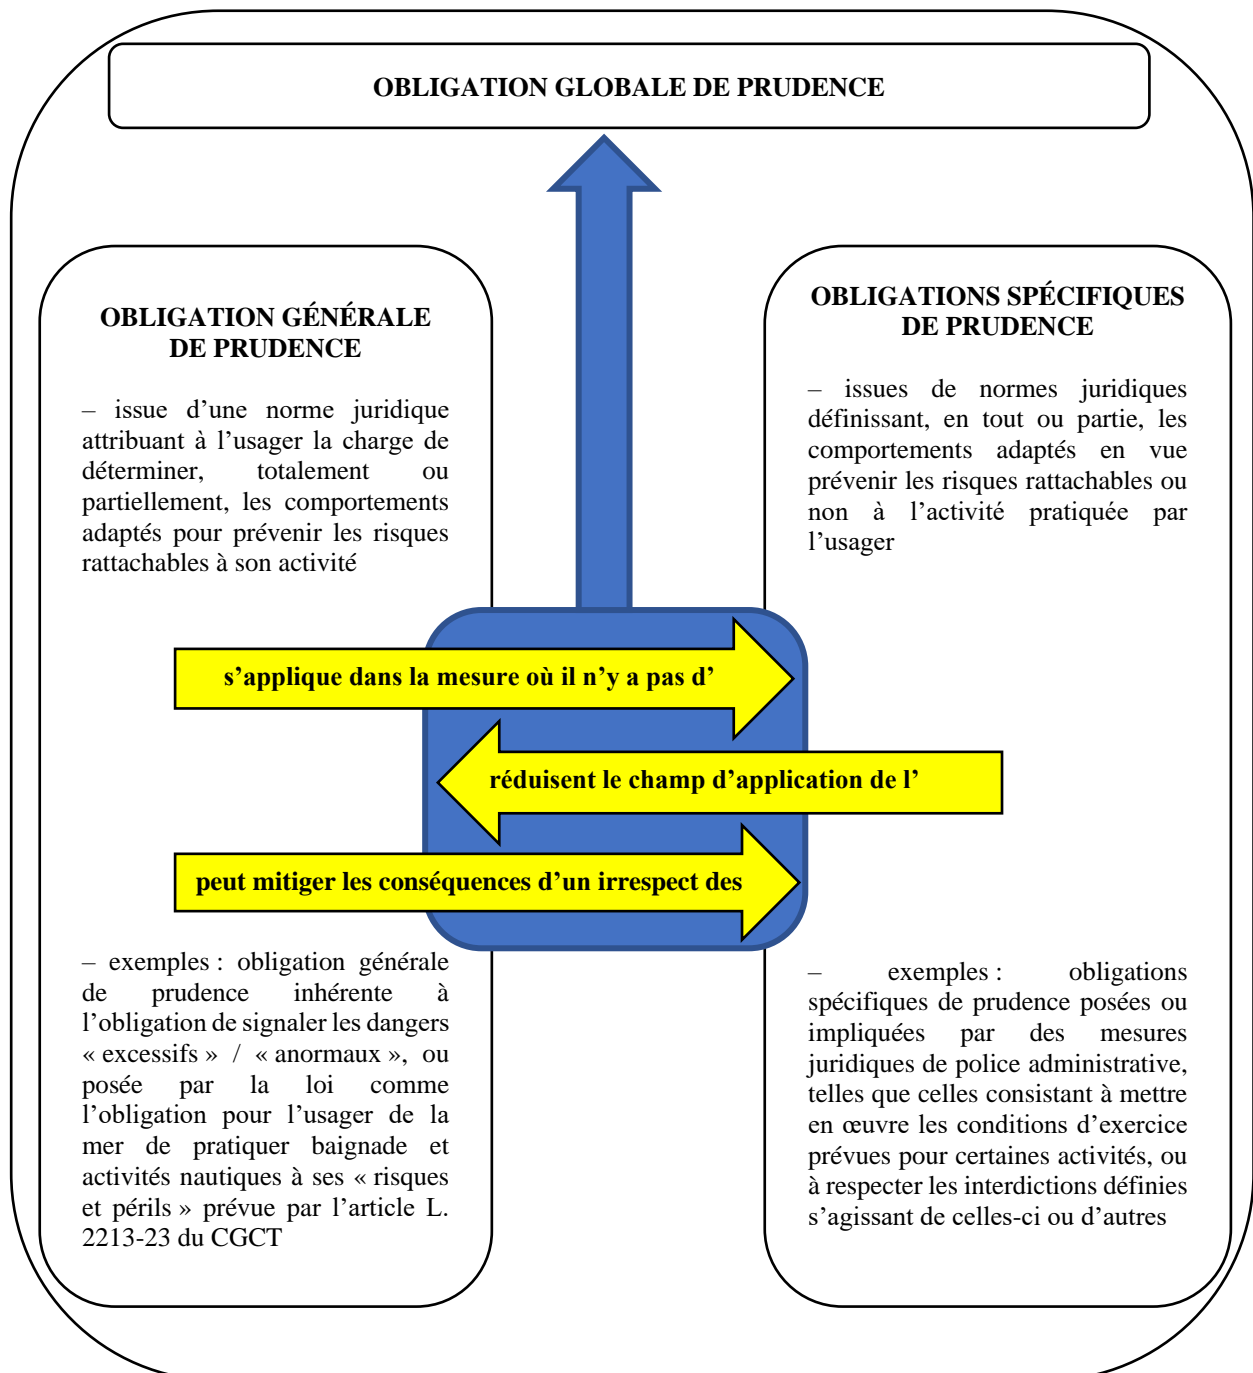 OBLIGATION GLOBALE DE PRUDENCE
OBLIGATION GÉNÉRALE
DE PRUDENCE
– issue d’une norme juridique
attribuant à l’usager la charge de
déterminer, totalement ou
partiellement, les comportements
adaptés pour prévenir les risques
rattachables à son activité
OBLIGATIONS SPÉCIFIQUES
DE PRUDENCE
– issues de normes juridiques
définissant, en tout ou partie, les
comportements adaptés en vue
prévenir les risques rattachables ou
non à l’activité pratiquée par
l’usager
s’applique dans la mesure où il n’y a pas d’
réduisent le champ d’application de l’
peut mitiger les conséquences d’un irrespect des
– exemples : obligation générale
de prudence inhérente à
l’obligation de signaler les dangers
« excessifs » / « anormaux », ou
posée par la loi comme
l’obligation pour l’usager de la
mer de pratiquer baignade et
activités nautiques à ses « risques
et périls » prévue par l’article L.
2213-23 du CGCT
– exemples : obligations
spécifiques de prudence posées ou
impliquées par des mesures
juridiques de police administrative,
telles que celles consistant à mettre
en œuvre les conditions d’exercice
prévues pour certaines activités, ou
à respecter les interdictions définies
s’agissant de celles-ci ou d’autres